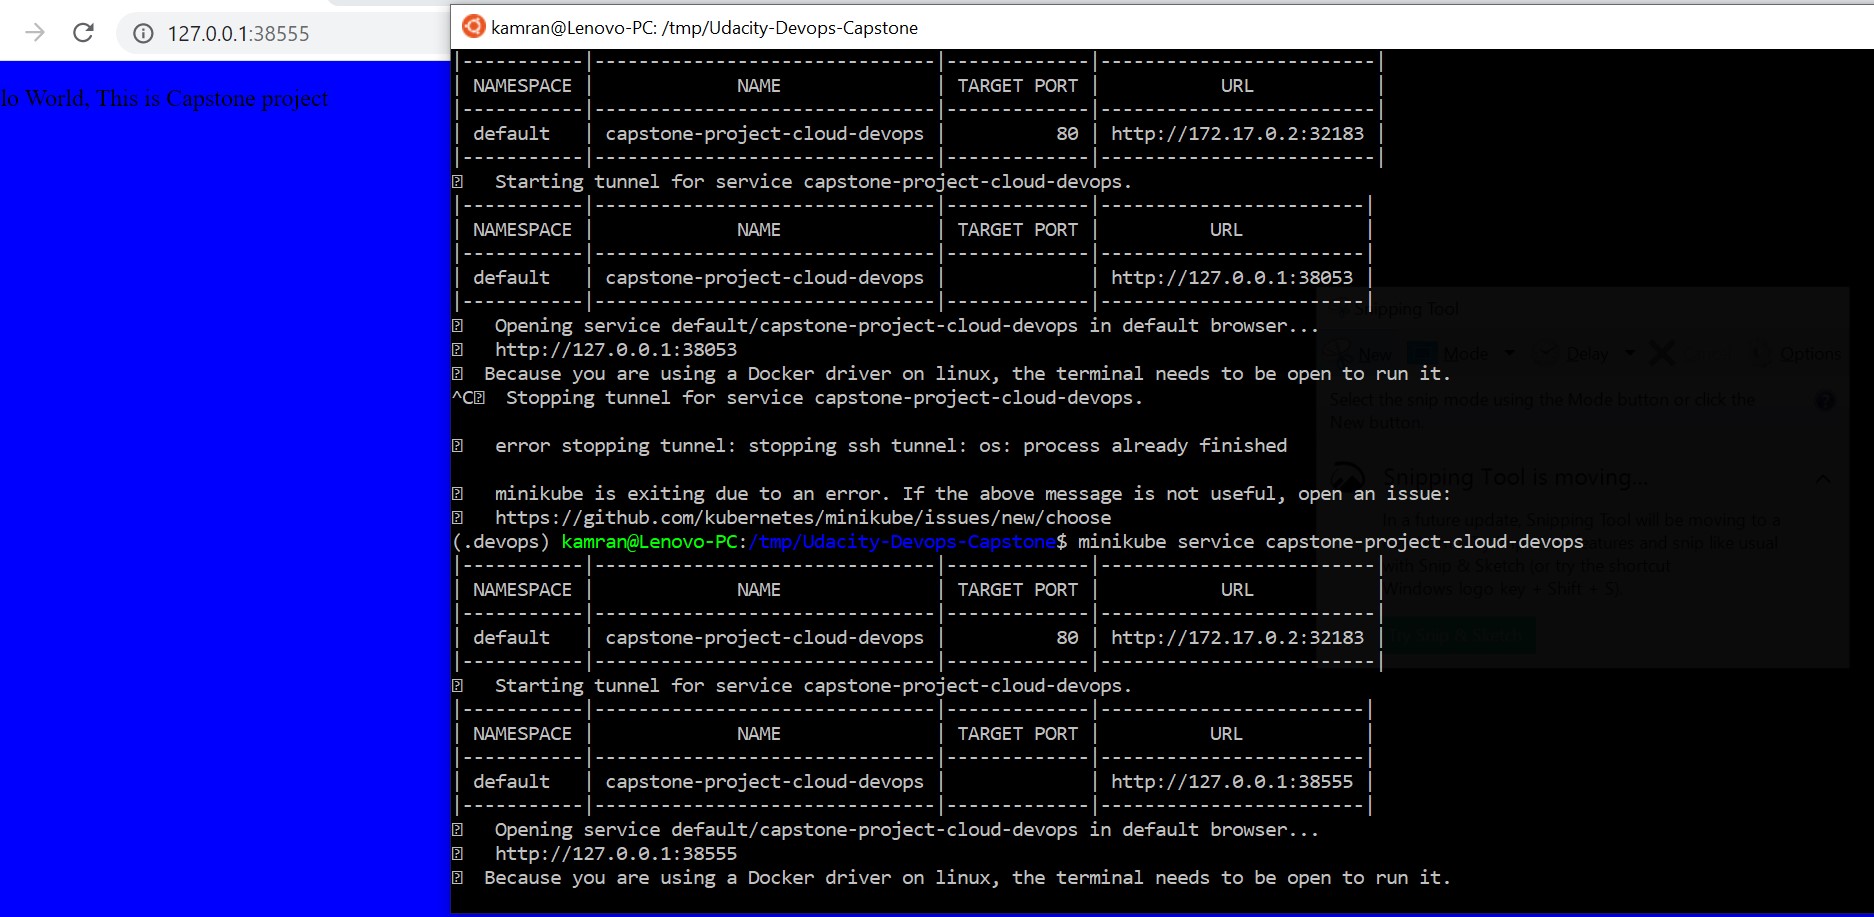 127.0.0.1:38555
lo World, This is Capstone project
kamran@Lenovo-PC: /tmp/Udacity-Devops-Capstone
|-----------|-------------------------------|-------------|-------------------------|
| NAMESPACE |             NAME              | TARGET PORT |           URL           |
|-----------|-------------------------------|-------------|-------------------------|
| default   | capstone-project-cloud-devops |          80 | http://172.17.0.2:32183 |
|-----------|-------------------------------|-------------|-------------------------|
Starting tunnel for service capstone-project-cloud-devops.
|-----------|-------------------------------|-------------|------------------------|
| NAMESPACE |             NAME              | TARGET PORT |          URL           |
|-----------|-------------------------------|-------------|------------------------|
| default   | capstone-project-cloud-devops |             | http://127.0.0.1:38053 |
|-----------|-------------------------------|-------------|------------------------|
Opening service default/capstone-project-cloud-devops in default browser...
http://127.0.0.1:38053
Because you are using a Docker driver on linux, the terminal needs to be open to run it.
^C Stopping tunnel for service capstone-project-cloud-devops.
error stopping tunnel: stopping ssh tunnel: os: process already finished
minikube is exiting due to an error. If the above message is not useful, open an issue:
https://github.com/kubernetes/minikube/issues/new/choose
(.devops) kamran@Lenovo-PC:/tmp/Udacity-Devops-Capstone$ minikube service capstone-project-cloud-devops
|-----------|-------------------------------|-------------|-------------------------|
| NAMESPACE |             NAME              | TARGET PORT |           URL           |
|-----------|-------------------------------|-------------|-------------------------|
| default   | capstone-project-cloud-devops |          80 | http://172.17.0.2:32183 |
|-----------|-------------------------------|-------------|-------------------------|
Starting tunnel for service capstone-project-cloud-devops.
|-----------|-------------------------------|-------------|------------------------|
| NAMESPACE |             NAME              | TARGET PORT |          URL           |
|-----------|-------------------------------|-------------|------------------------|
| default   | capstone-project-cloud-devops |             | http://127.0.0.1:38555 |
|-----------|-------------------------------|-------------|------------------------|
Opening service default/capstone-project-cloud-devops in default browser...
http://127.0.0.1:38555
Because you are using a Docker driver on linux, the terminal needs to be open to run it.
Snipping Tool
New Mode Delay Options
Select the snip mode using the Mode button or click the
New button.
Snipping Tool is moving...
In a future update, Snipping Tool will be moving to a
and snip like usual
with Snip & Sketch (or try the shortcut
Windows logo key + Shift + S).
Try Snip & Sketch